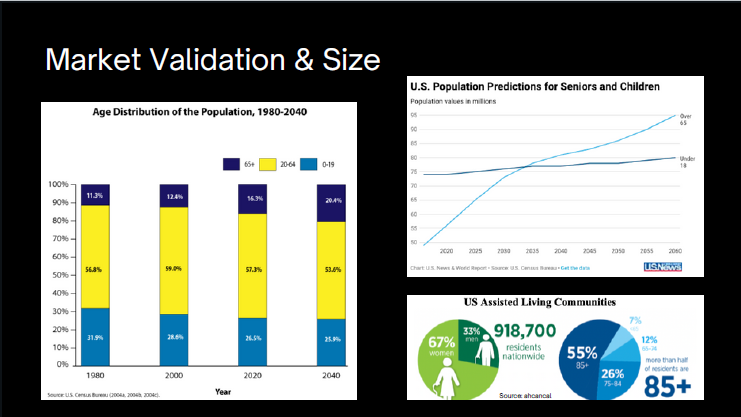 Market Validation & Size
Age Distribution of the Population, 1980-2040
65+ 20-64 0-19
100%
90%
80%
70%
60%
50%
40%
30%
20%
10%
0%
11.3% 12.4% 16.3% 20.4%
56.8% 59.0% 57.3% 53.6%
31.9% 28.6% 26.5% 25.9%
1980 2000 2020 2040
Year
Source: U.S. Census Bureau (2004a, 2004b, 2004c).
U.S. Population Predictions for Seniors and Children
Population values in millions
95
90
85
80
75
70
65
60
55
50
Over
65
Under
18
2020 2025 2030 2035 2040 2045 2050 2055 2060
Chart: U.S. News & World Report • Source: U.S. Census Bureau • Get the data
U.S.News
US Assisted Living Communities
67%
women
33%
men
918,700
residents
nationwide
Source: ahcancal
55%
85+
7%
12%
65-74
26%
75-84
more than half
of residents are
85+